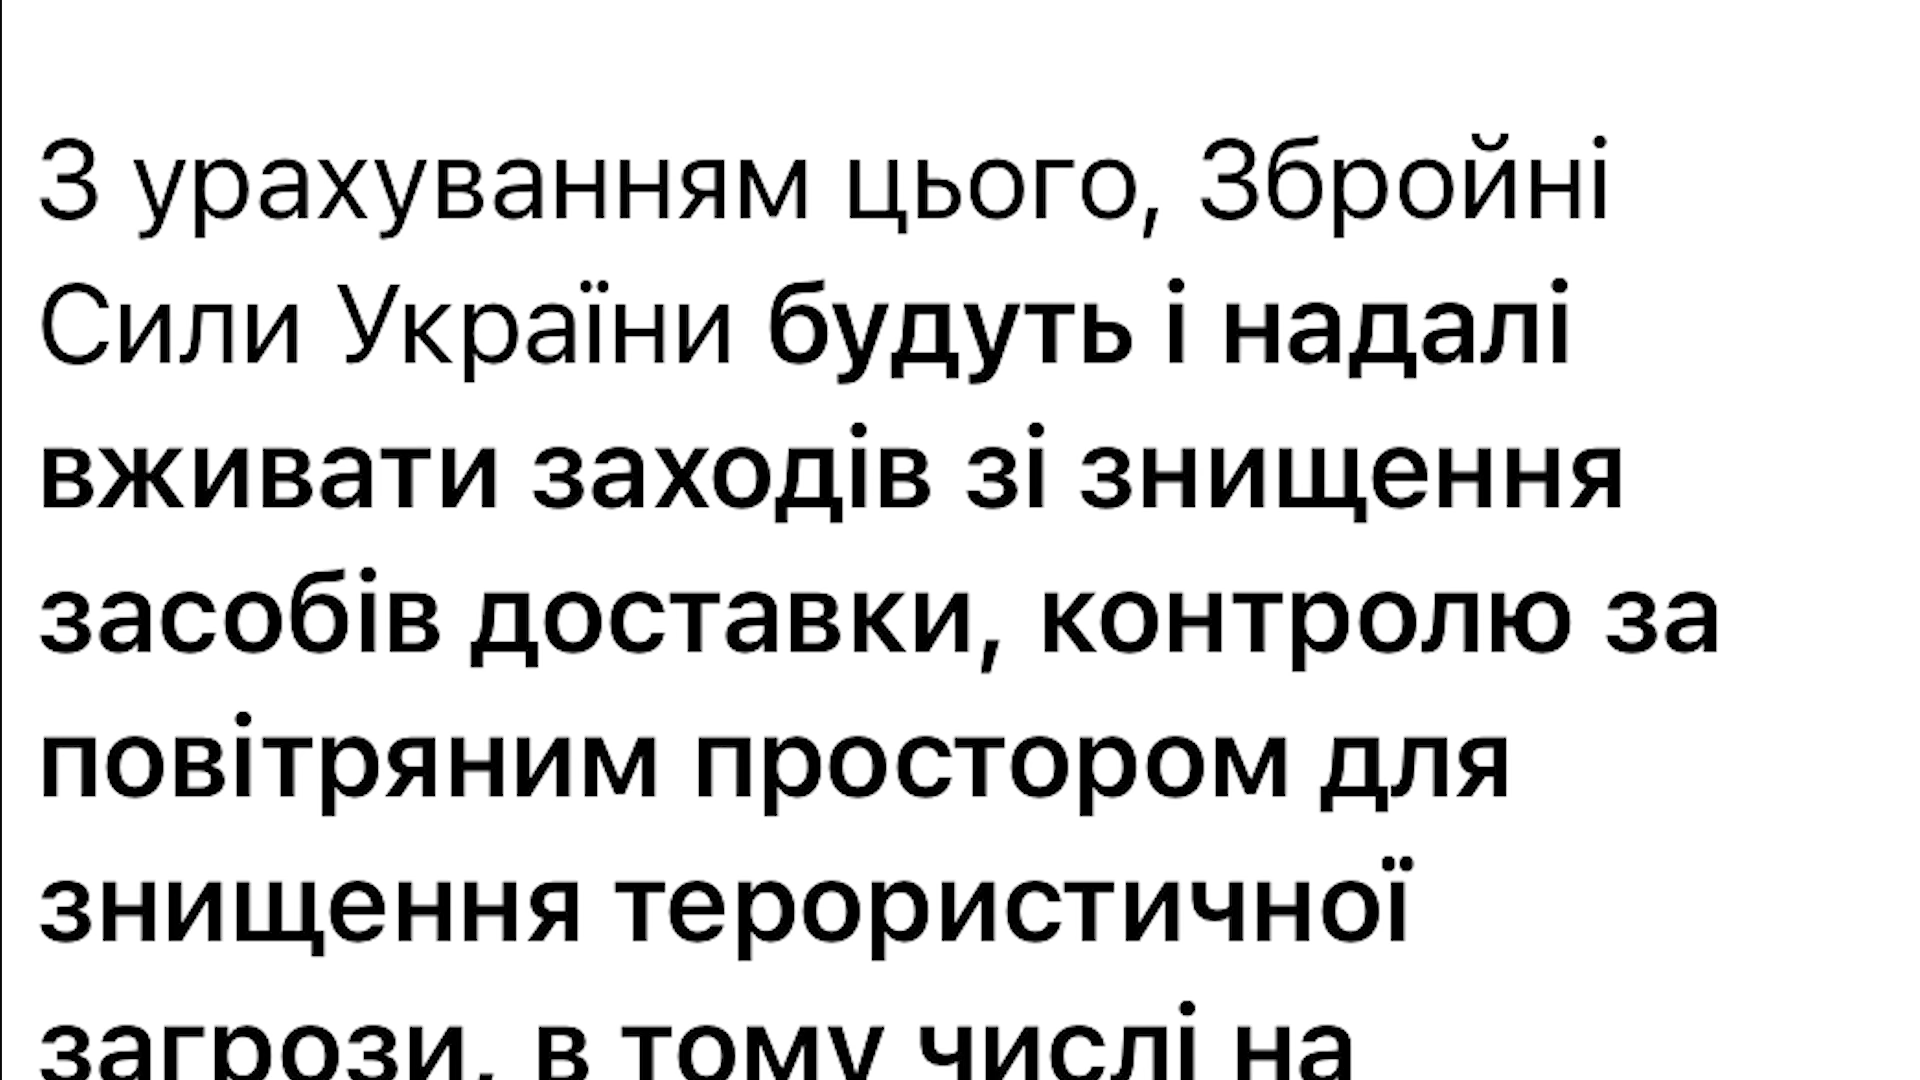 З урахуванням цього, Збройні
Сили України будуть і надалі
вживати заходів зі знищення
засобів доставки, контролю за
повітряним простором для
знищення терористичної
загрози, в тому числі на